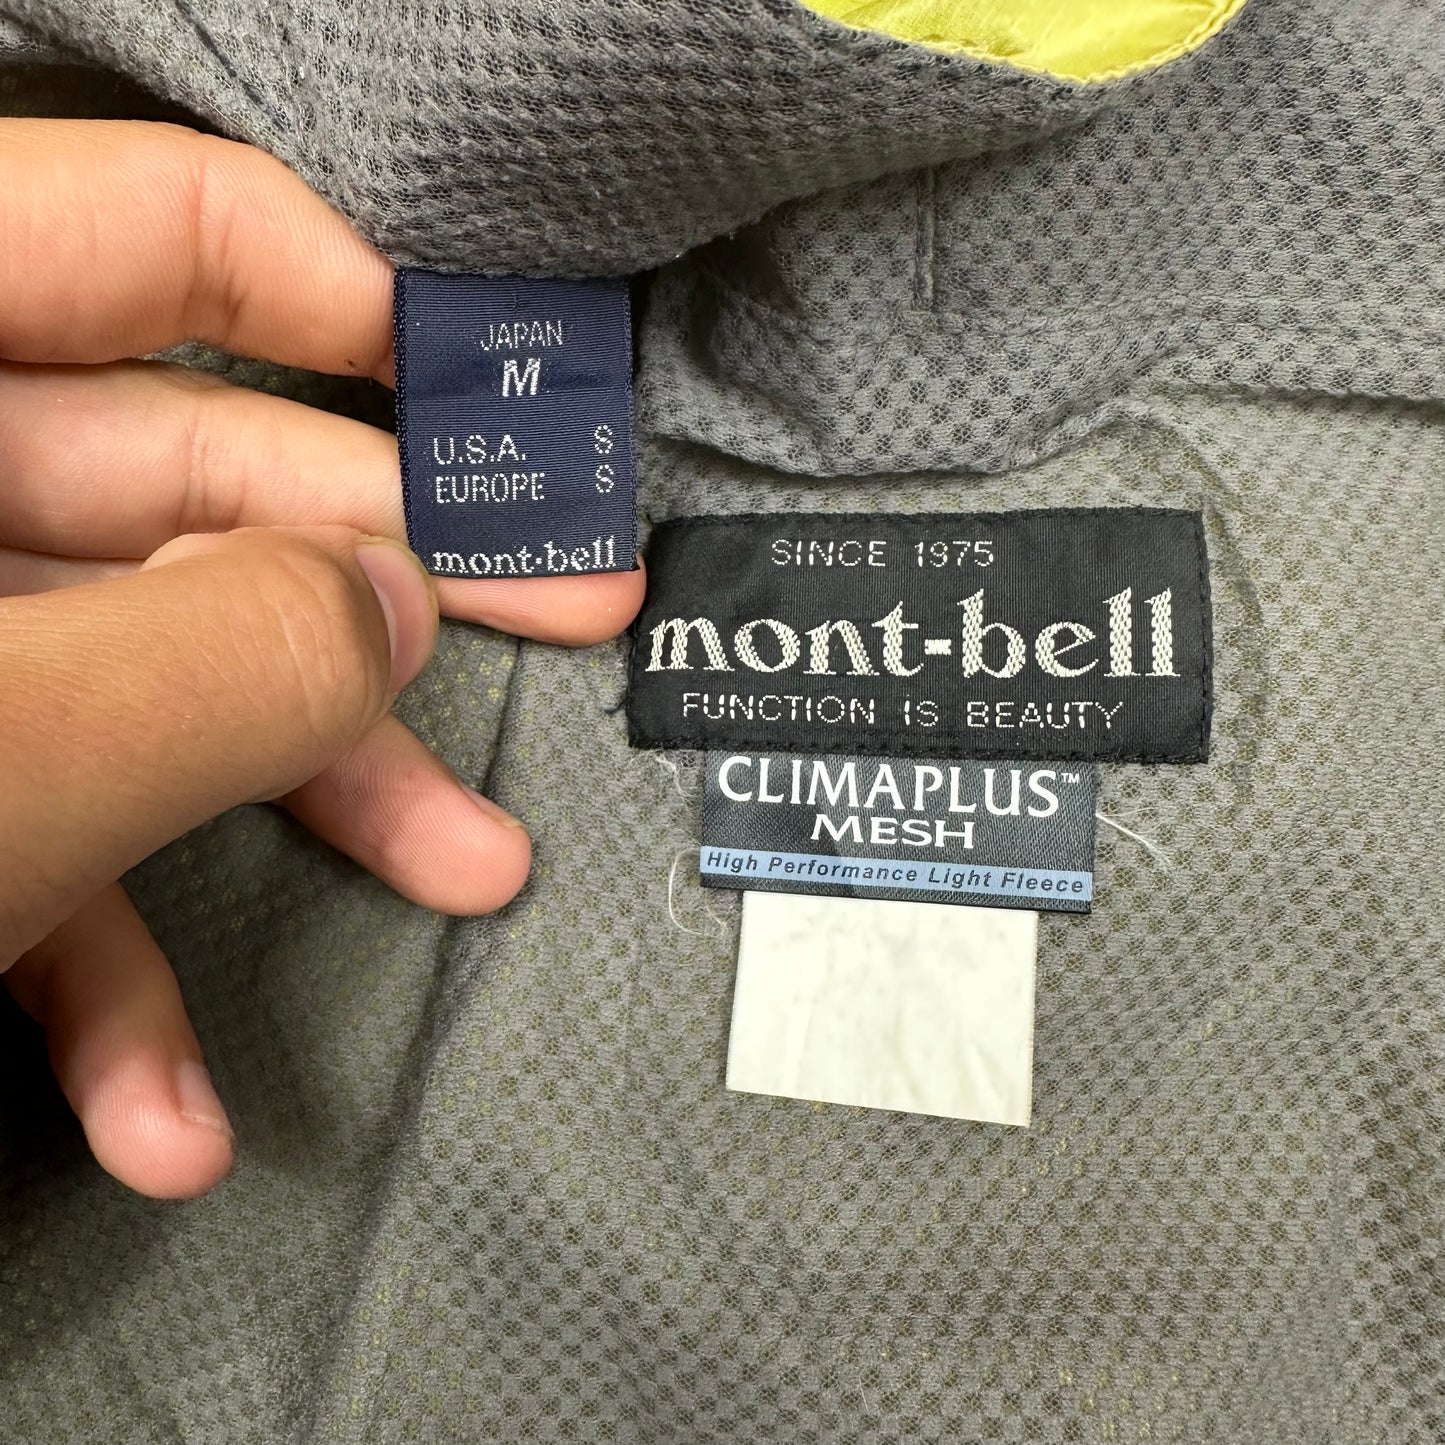 JAPAN
M
U.S.A. S
EUROPE S
mont·bell
SINCE 1975
mont-bell
FUNCTION IS BEAUTY
CLIMAPLUS™
MESH
High Performance Light Fleece